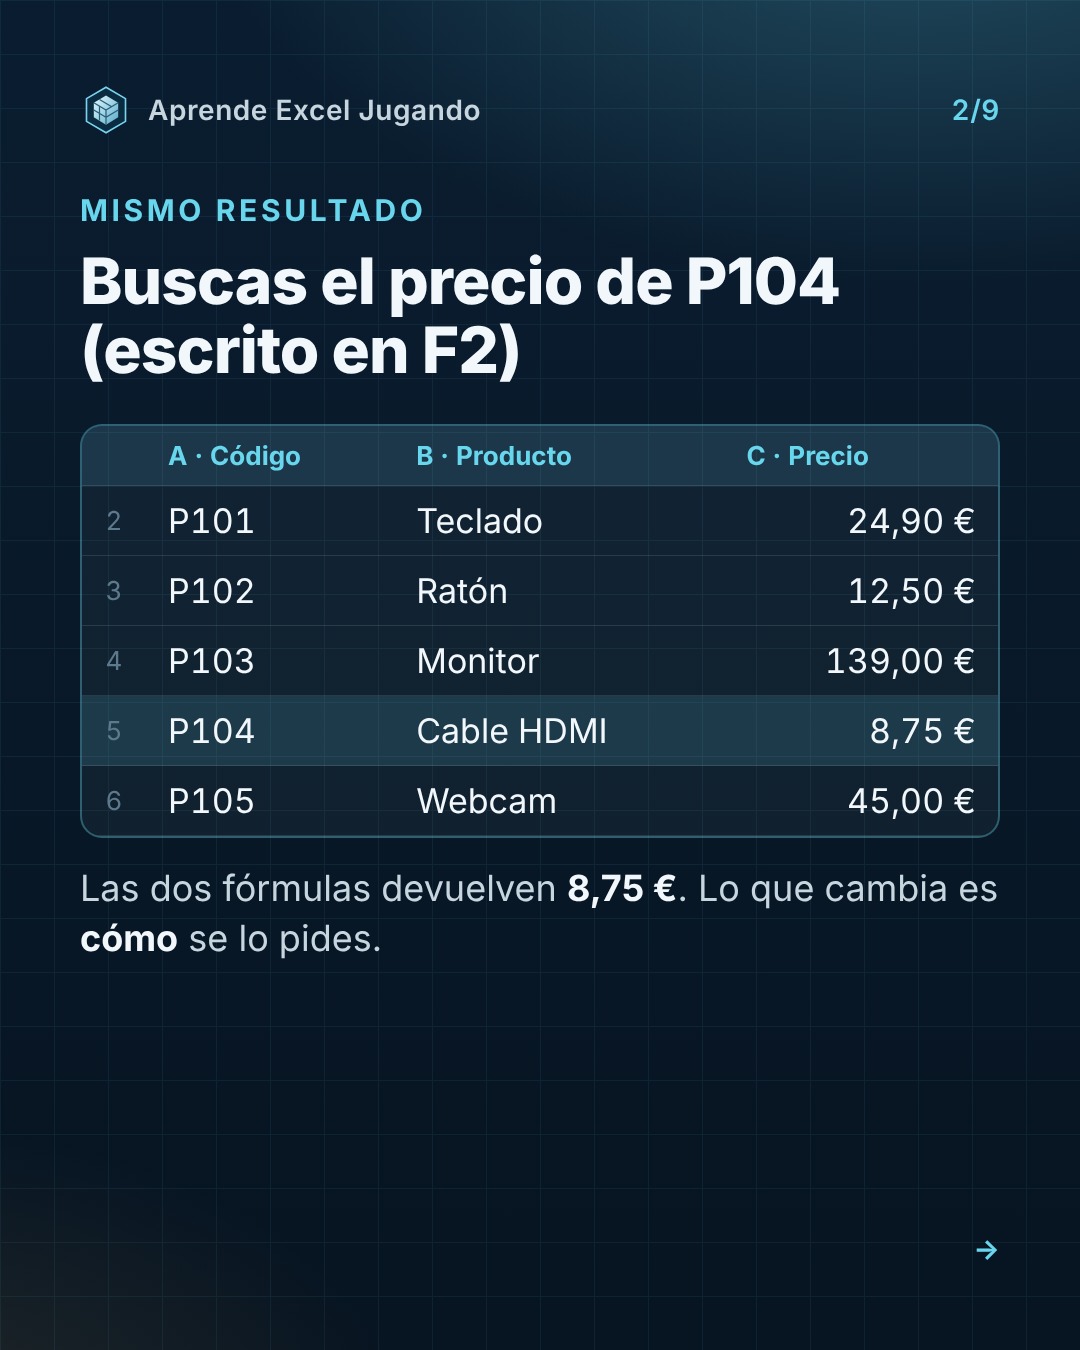 Aprende Excel Jugando
2/9
MISMO RESULTADO
Buscas el precio de P104
(escrito en F2)
A · Código B · Producto C · Precio
2 P101 Teclado 24,90 €
3 P102 Ratón 12,50 €
4 P103 Monitor 139,00 €
5 P104 Cable HDMI 8,75 €
6 P105 Webcam 45,00 €
Las dos fórmulas devuelven 8,75 €. Lo que cambia es
cómo se lo pides.
→